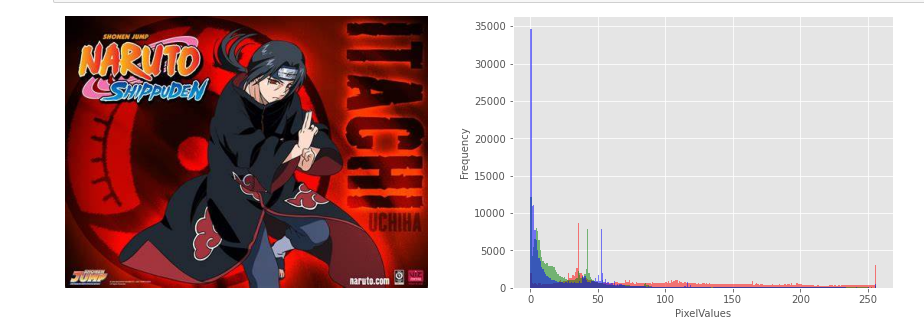 SHONEN JUMP
NARUTO
SHIPPUDEN
ITACHI
UCHIHA
SHONEN
JUMP
naruto.com
35000
30000
25000
20000
15000
10000
5000
0
Frequency
0 50 100 150 200 250
PixelValues